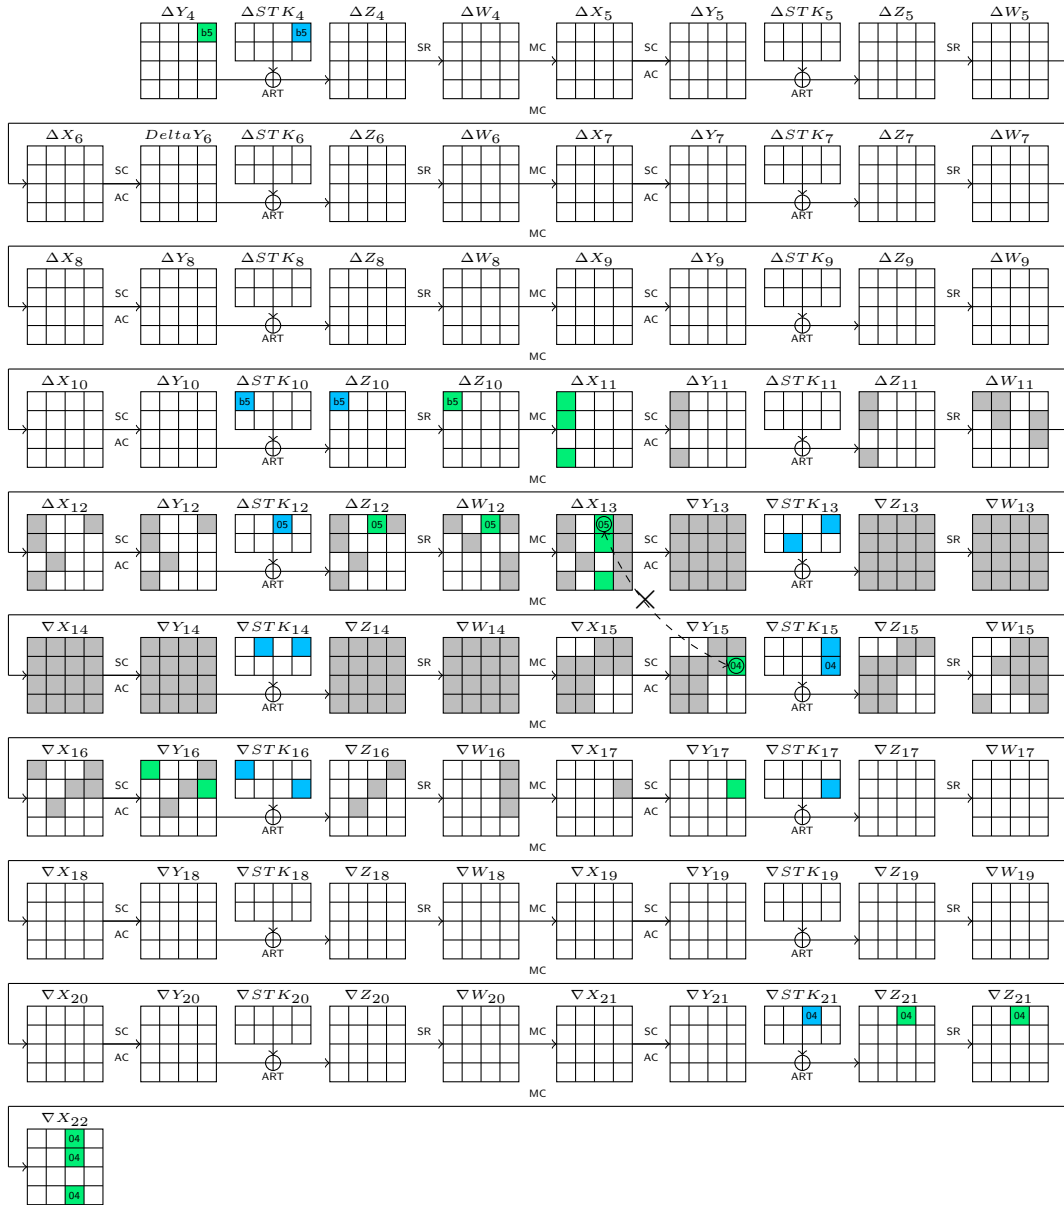 ΔY4 ΔSTK4 ΔZ4 ΔW4 ΔX5 ΔY5 ΔSTK5 ΔZ5 ΔW5
b5 b5
SR MC SC SR
AC
ART ART
MC
ΔX6 DeltaY6 ΔSTK6 ΔZ6 ΔW6 ΔX7 ΔY7 ΔSTK7 ΔZ7 ΔW7
SC SR MC SC SR
AC AC
ART ART
MC
ΔX8 ΔY8 ΔSTK8 ΔZ8 ΔW8 ΔX9 ΔY9 ΔSTK9 ΔZ9 ΔW9
SC SR MC SC SR
AC AC
ART ART
MC
ΔX10 ΔY10 ΔSTK10 ΔZ10 ΔZ10 ΔX11 ΔY11 ΔSTK11 ΔZ11 ΔW11
b5 b5 b5
SC SR MC SC SR
AC AC
ART ART
MC
ΔX12 ΔY12 ΔSTK12 ΔZ12 ΔW12 ΔX13 ∇Y13 ∇STK13 ∇Z13 ∇W13
05 05 05 05
SC SR MC SC SR
AC AC
ART ART
MC
∇X14 ∇Y14 ∇STK14 ∇Z14 ∇W14 ∇X15 ∇Y15 ∇STK15 ∇Z15 ∇W15
SC SR MC SC 04 04 SR
AC AC
ART ART
MC
∇X16 ∇Y16 ∇STK16 ∇Z16 ∇W16 ∇X17 ∇Y17 ∇STK17 ∇Z17 ∇W17
SC SR MC SC SR
AC AC
ART ART
MC
∇X18 ∇Y18 ∇STK18 ∇Z18 ∇W18 ∇X19 ∇Y19 ∇STK19 ∇Z19 ∇W19
SC SR MC SC SR
AC AC
ART ART
MC
∇X20 ∇Y20 ∇STK20 ∇Z20 ∇W20 ∇X21 ∇Y21 ∇STK21 ∇Z21 ∇Z21
04 04 04
SC SR MC SC SR
AC AC
ART ART
MC
∇X22
04
04
04